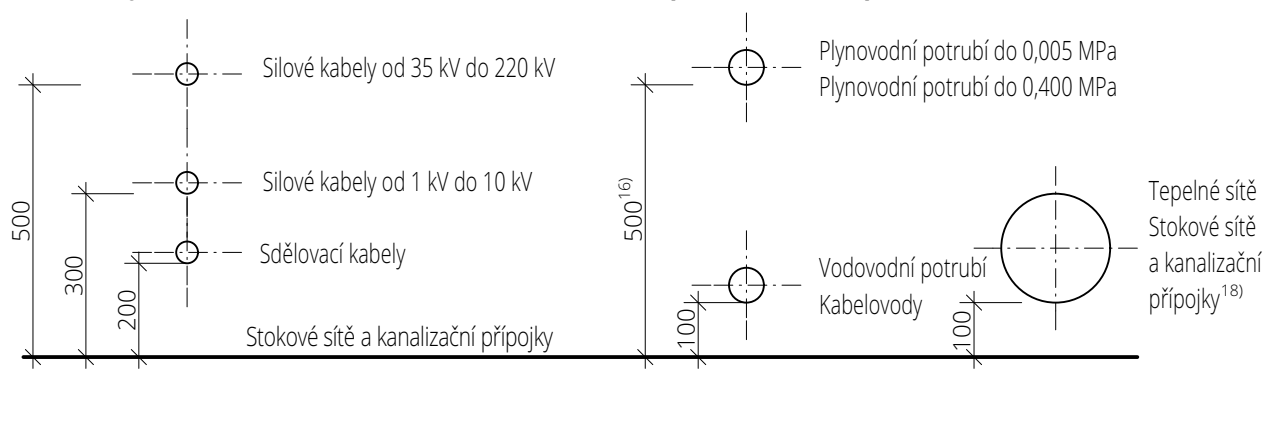 Silové kabely od 35 kV do 220 kV
Silové kabely od 1 kV do 10 kV
Sdělovací kabely
500
300
200
Stokové sítě a kanalizační přípojky
Plynovodní potrubí do 0,005 MPa
Plynovodní potrubí do 0,400 MPa
500¹⁶⁾
Vodovodní potrubí
Kabelovody
100
Tepelné sítě
Stokové sítě
a kanalizační
přípojky¹⁸⁾
100